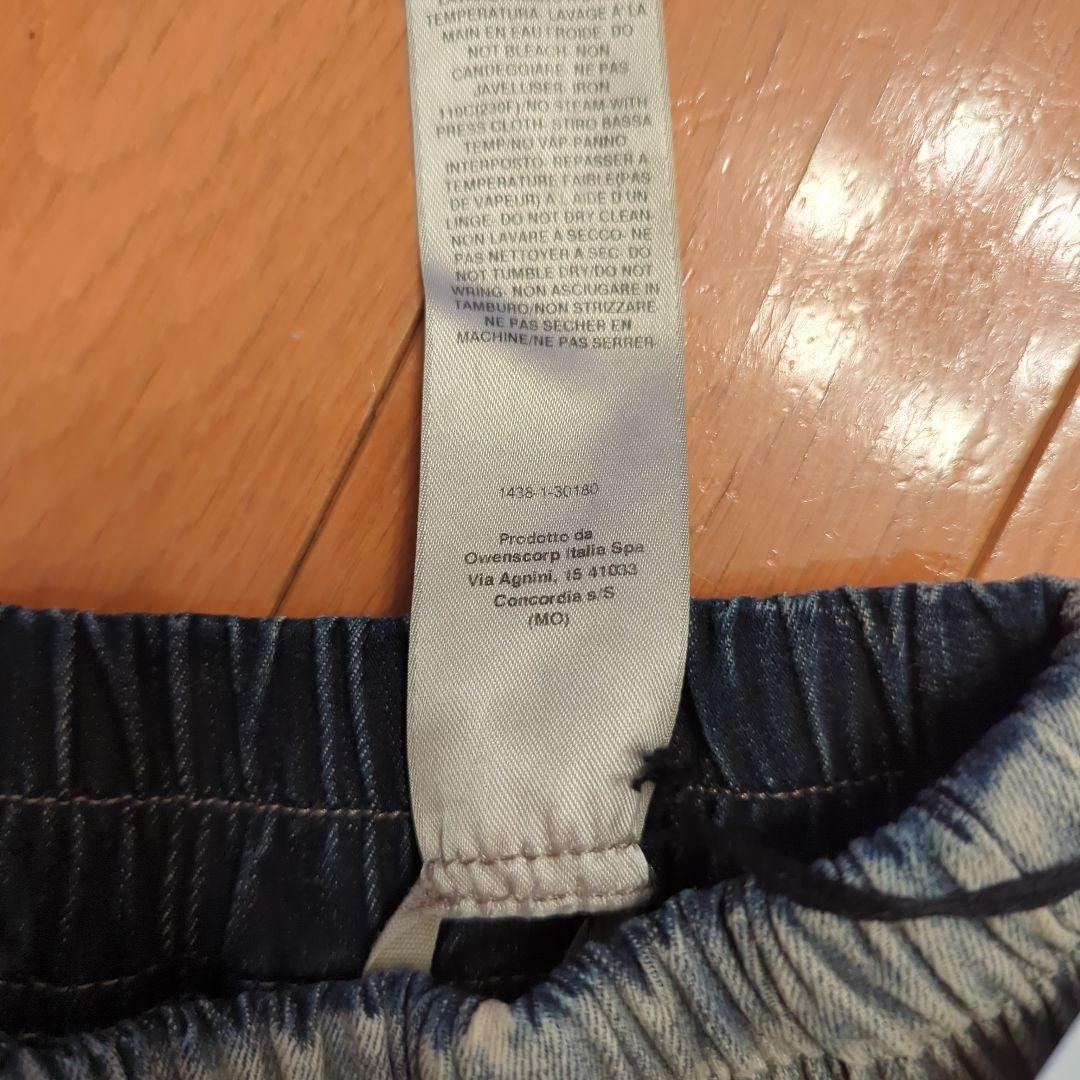 TEMPERATURA. LAVAGE A LA
MAIN EN EAU FROIDE. DO
NOT BLEACH. NON
CANDEGGIARE. NE PAS
JAVELLISER. IRON
110C(230F)/NO STEAM WITH
PRESS CLOTH. STIRO BASSA
TEMP/NO VAP PANNO
INTERPOSTO. REPASSER A
TEMPERATURE FAIBLE(PAS
DE VAPEUR) A L AIDE D'UN
LINGE. DO NOT DRY CLEAN.
NON LAVARE A SECCO. NE
PAS NETTOYER A SEC. DO
NOT TUMBLE DRY/DO NOT
WRING. NON ASCIUGARE IN
TAMBURO/NON STRIZZARE.
NE PAS SECHER EN
MACHINE/NE PAS SERRER.
1438-1-30180
Prodotto da
Owenscorp Italia Spa
Via Agnini, 15 41033
Concordia s/S
(MO)